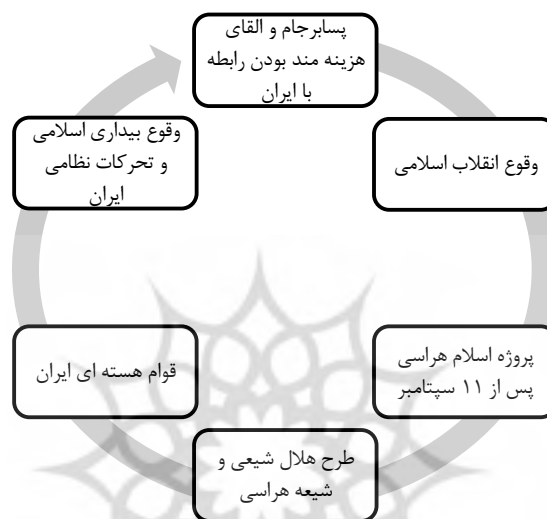 پسابرجام و القای
هزینه مند بودن رابطه
با ایران
وقوع انقلاب اسلامی
پروژه اسلام هراسی
پس از ۱۱ سپتامبر
طرح هلال شیعی و
شیعه هراسی
قوام هسته ای ایران
وقوع بیداری اسلامی
و تحرکات نظامی
ایران